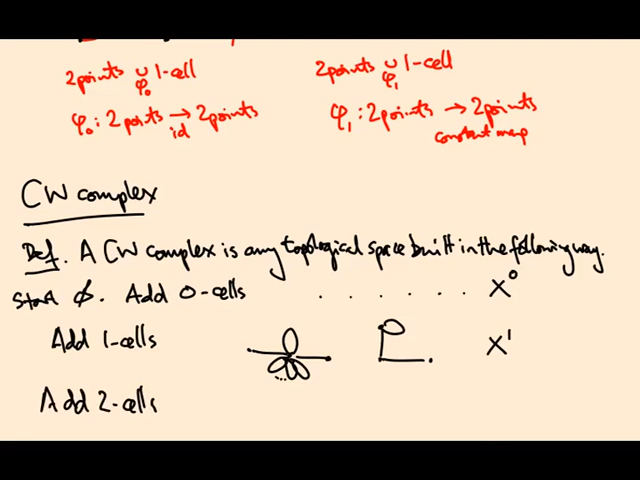 2points ∪ 1-cell
φ₀
φ₀ : 2points → 2points
id
2points ∪ 1-cell
φ₁
φ₁ : 2points → 2points
constant map
CW complex
Def. A CW complex is any topological space built in the following way.
Start φ. Add 0-cells . . . . . . X⁰
Add 1-cells X¹
Add 2-cells